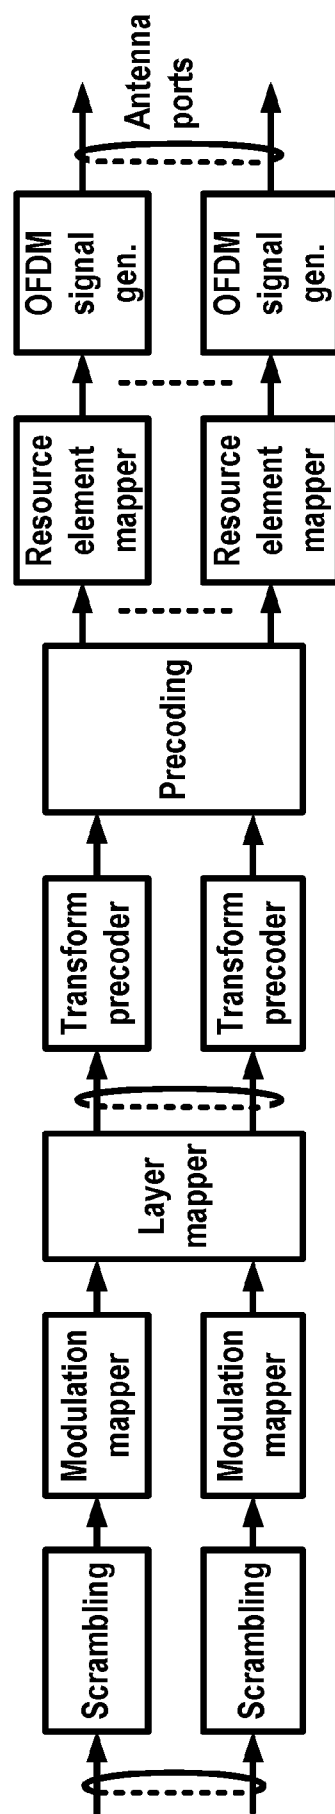 Scrambling
Scrambling
Modulation
mapper
Modulation
mapper
Layer
mapper
Transform
precoder
Transform
precoder
Precoding
Resource
element
mapper
Resource
element
mapper
OFDM
signal
gen.
OFDM
signal
gen.
Antenna
ports